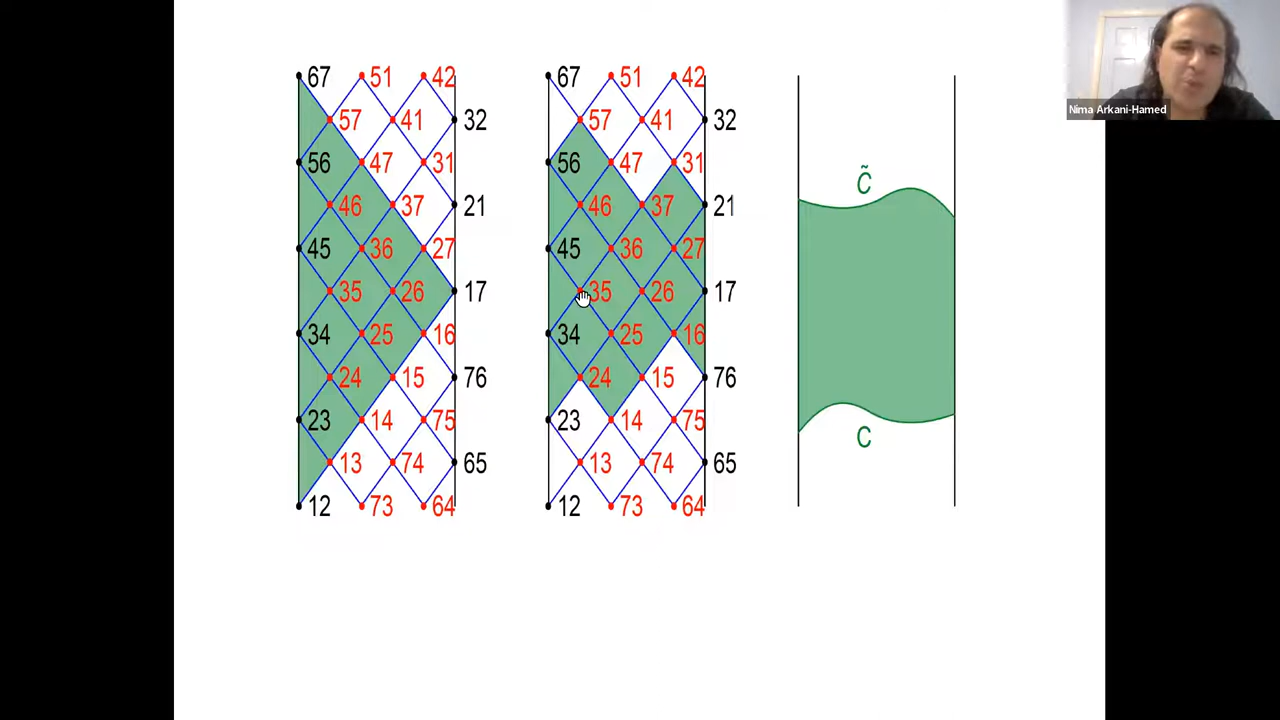 67 51 42 67 51 42
57 41 32 57 41 32
Nima Arkani-Hamed
56 47 31 56 47 31
C̃
46 37 21 46 37 21
45 36 27 45 36 27
35 26 17 35 26 17
34 25 16 34 25 16
24 15 76 24 15 76
23 14 75 23 14 75
C
13 74 65 13 74 65
12 73 64 12 73 64